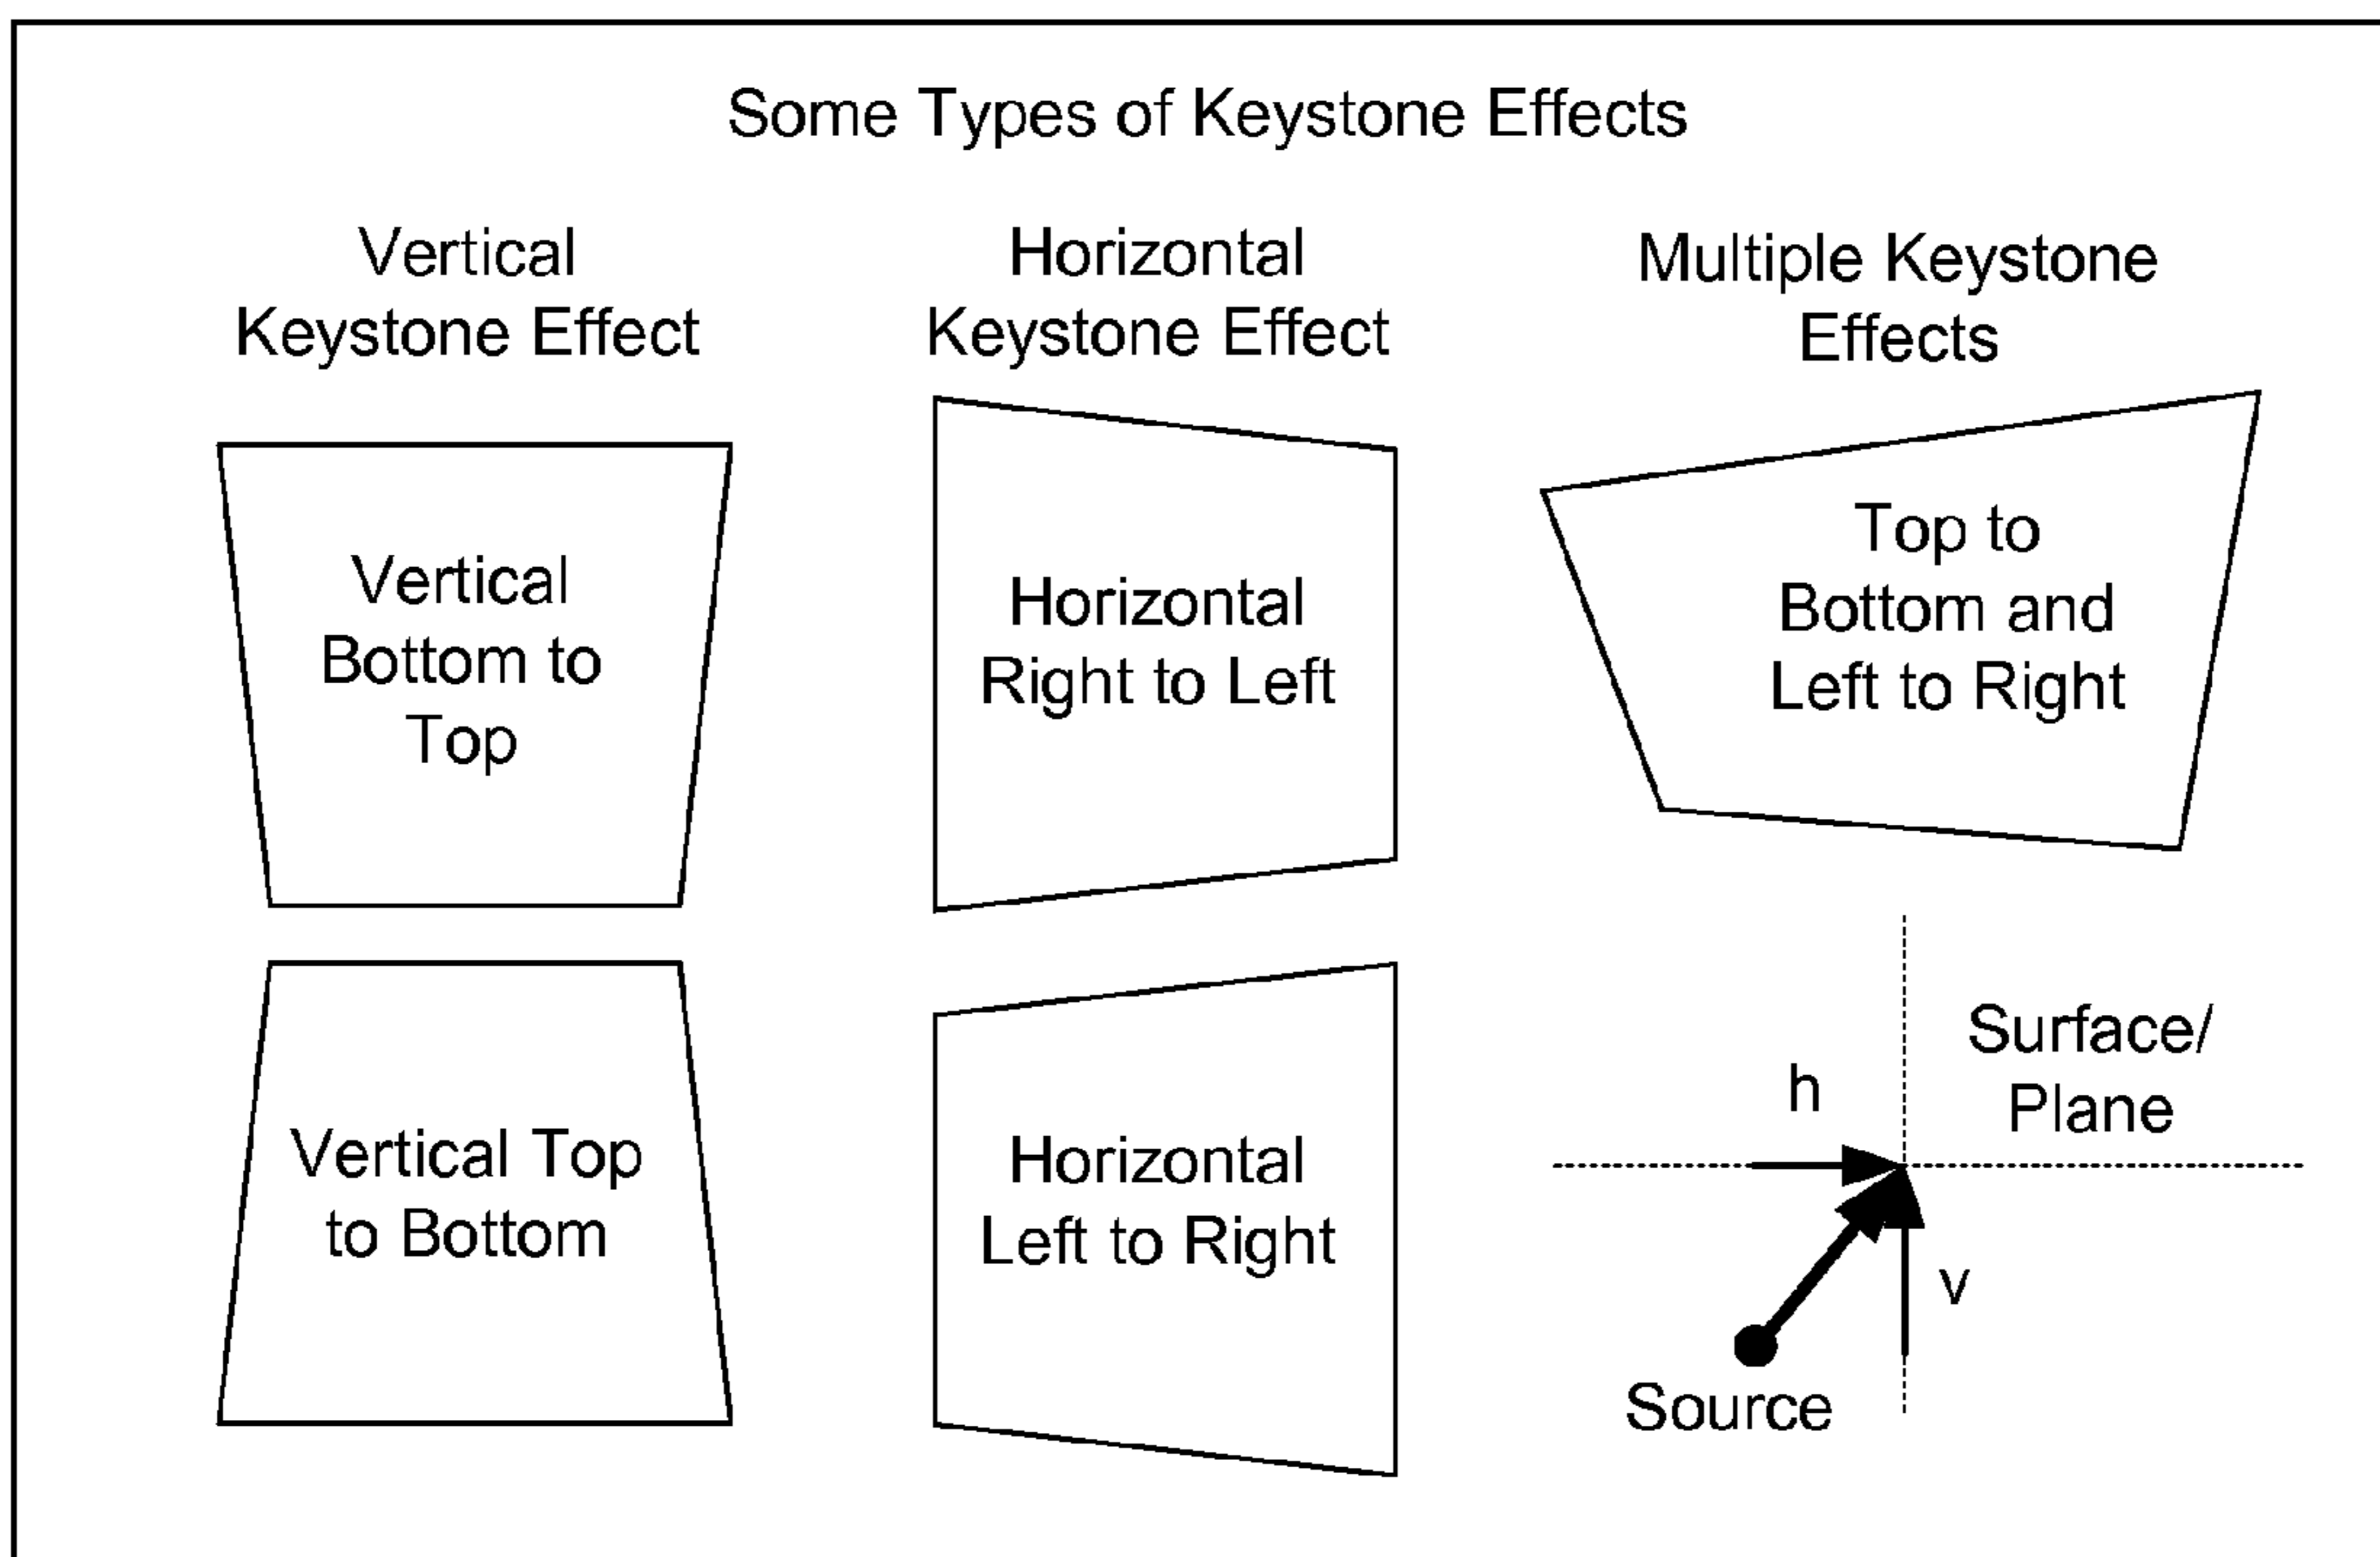 Some Types of Keystone Effects
Vertical
Keystone Effect
Horizontal
Keystone Effect
Multiple Keystone
Effects
Vertical
Bottom to
Top
Horizontal
Right to Left
Top to
Bottom and
Left to Right
Vertical Top
to Bottom
Horizontal
Left to Right
Surface/
Plane
h
v
Source